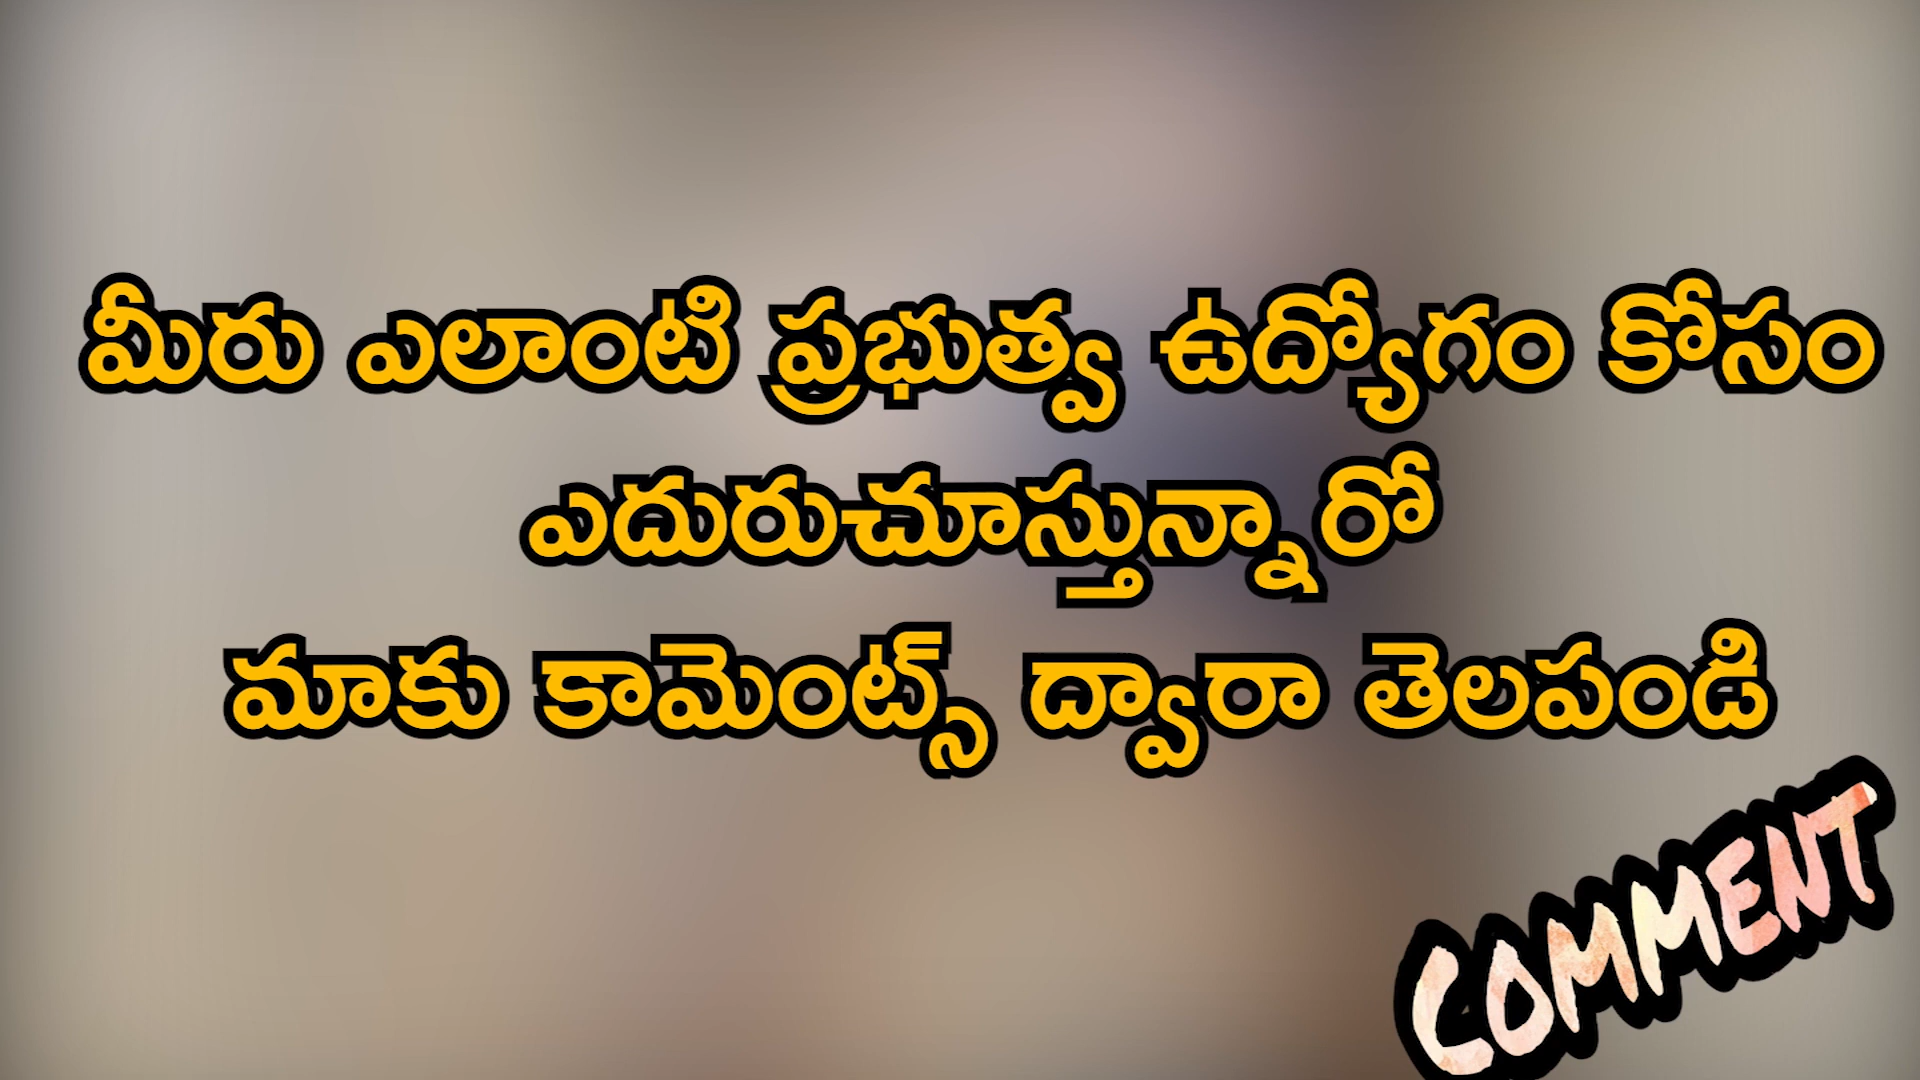 మీరు ఎలాంటి ప్రభుత్వ ఉద్యోగం కోసం
ఎదురుచూస్తున్నారో
మాకు కామెంట్స్ ద్వారా తెలపండి
COMMENT